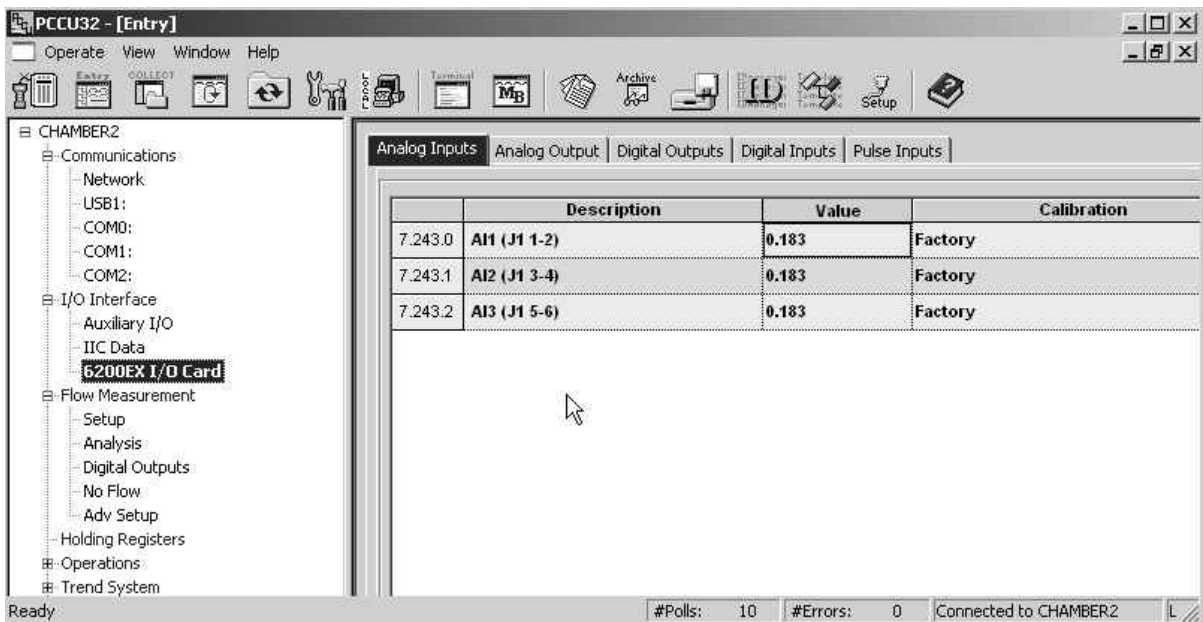 PCCU32 - [Entry]
Operate View Window Help
Entry COLLECT LOCAL Terminal MB Archive ID Setup
CHAMBER2
Communications
Network
USB1:
COM0:
COM1:
COM2:
I/O Interface
Auxiliary I/O
IIC Data
6200EX I/O Card
Flow Measurement
Setup
Analysis
Digital Outputs
No Flow
Adv Setup
Holding Registers
Operations
Trend System
Analog Inputs Analog Output Digital Outputs Digital Inputs Pulse Inputs
Description Value Calibration
7.243.0 AI1 (J1 1-2) 0.183 Factory
7.243.1 AI2 (J1 3-4) 0.183 Factory
7.243.2 AI3 (J1 5-6) 0.183 Factory
Ready #Polls: 10 #Errors: 0 Connected to CHAMBER2 L